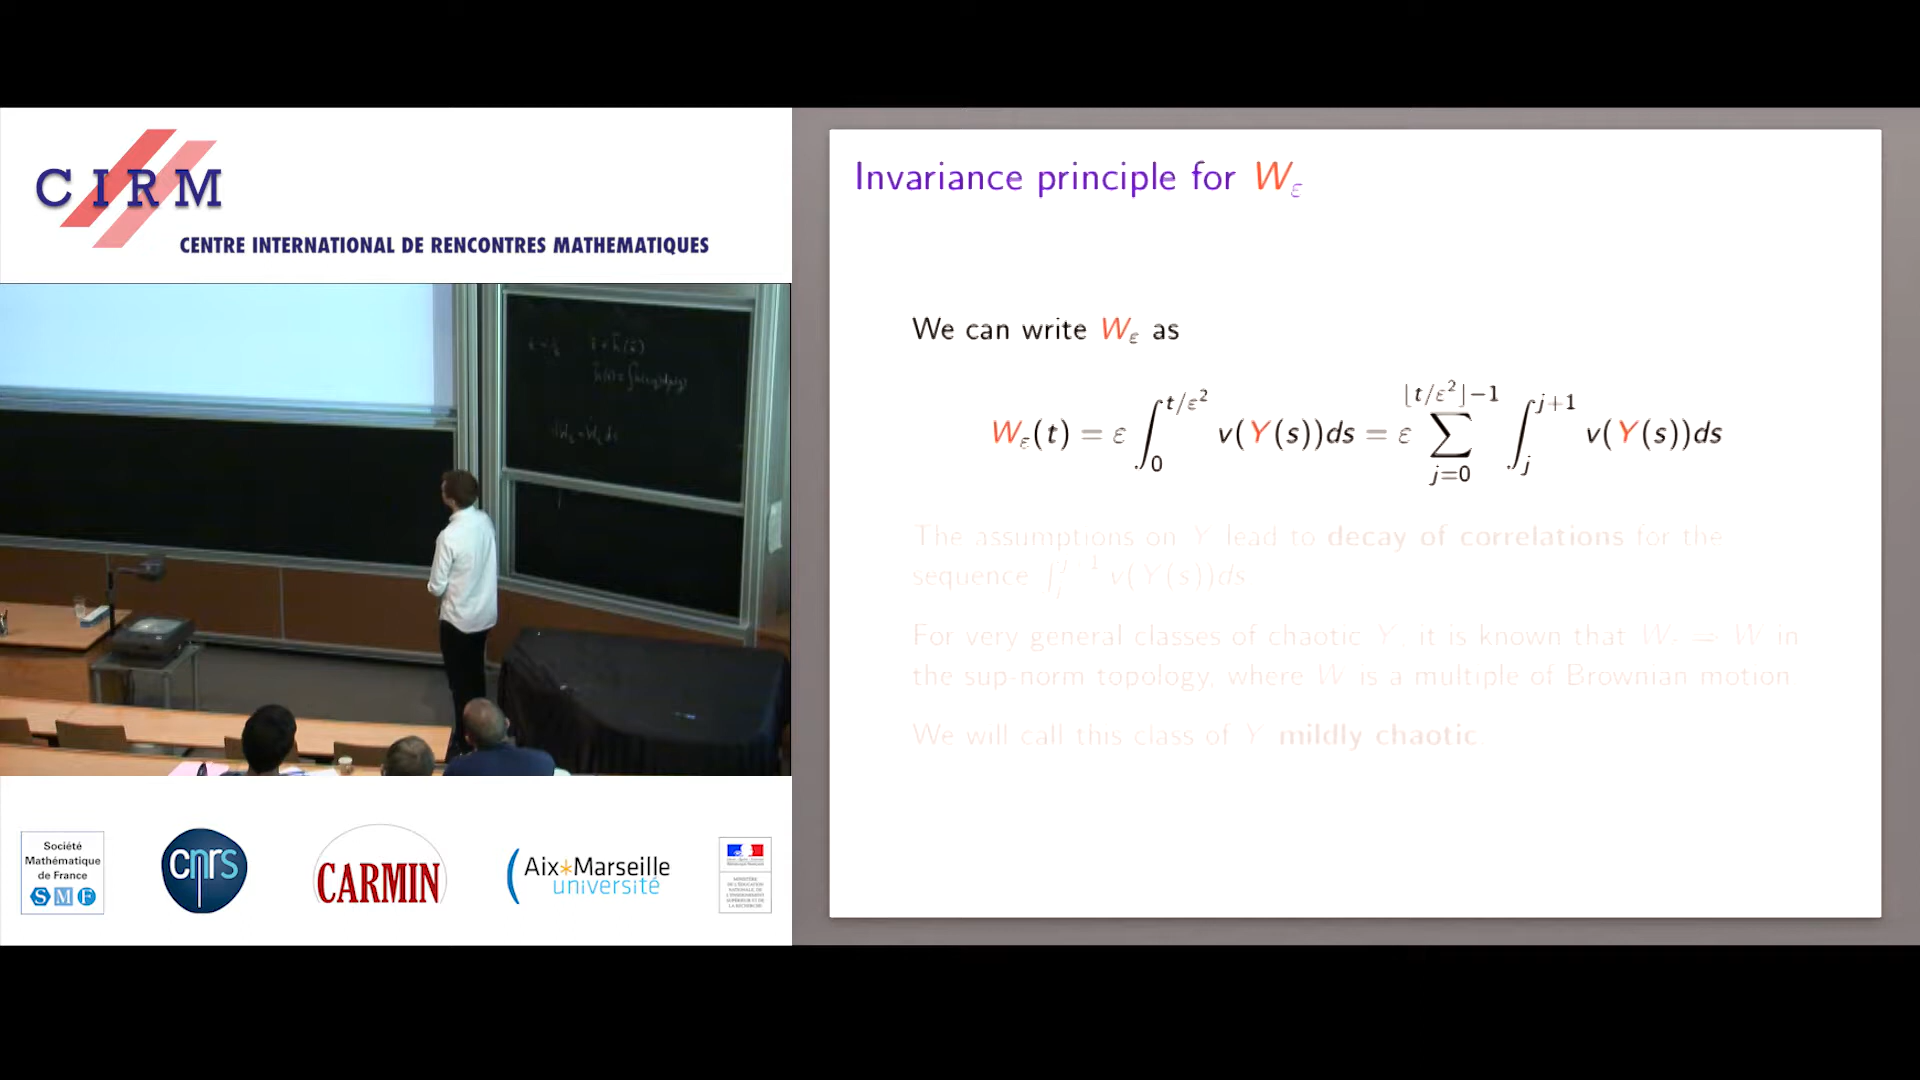 CIRM
CENTRE INTERNATIONAL DE RENCONTRES MATHEMATIQUES
Société
Mathématique
de France
SMF
cnrs
CARMIN
Aix*Marseille
université
Invariance principle for W_ε
We can write W_ε as
W_ε(t) = ε ∫_0^{t/ε²} v(Y(s))ds = ε ∑_{j=0}^{⌊t/ε²⌋−1} ∫_j^{j+1} v(Y(s))ds
The assumptions on Y lead to decay of correlations for the
sequence ∫_j^{j+1} v(Y(s))ds
For very general classes of chaotic Y, it is known that W_ε ⇒ W in
the sup-norm topology, where W is a multiple of Brownian motion
We will call this class of Y mildly chaotic